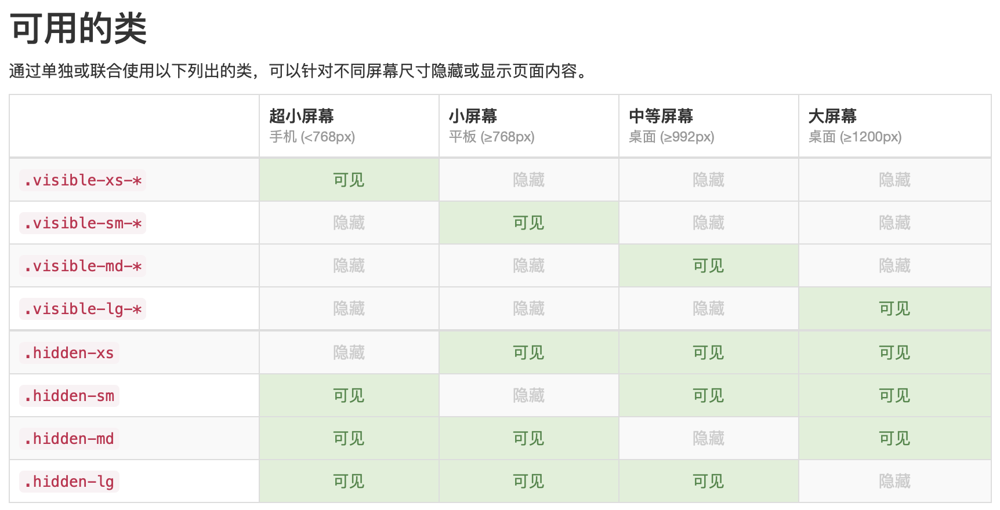 可用的类
通过单独或联合使用以下列出的类，可以针对不同屏幕尺寸隐藏或显示页面内容。
超小屏幕 小屏幕 中等屏幕 大屏幕
手机 (<768px) 平板 (≥768px) 桌面 (≥992px) 桌面 (≥1200px)
.visible-xs-* 可见 隐藏 隐藏 隐藏
.visible-sm-* 隐藏 可见 隐藏 隐藏
.visible-md-* 隐藏 隐藏 可见 隐藏
.visible-lg-* 隐藏 隐藏 隐藏 可见
.hidden-xs 隐藏 可见 可见 可见
.hidden-sm 可见 隐藏 可见 可见
.hidden-md 可见 可见 隐藏 可见
.hidden-lg 可见 可见 可见 隐藏